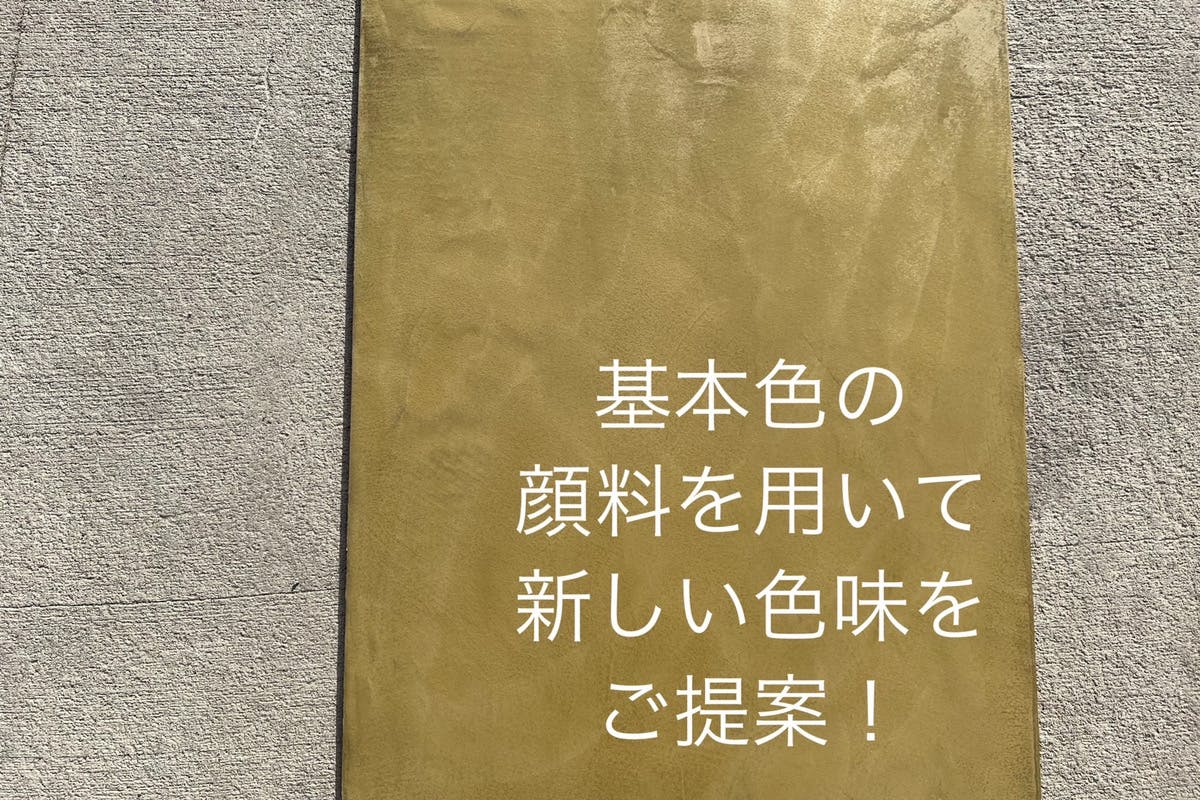 基本色の
顔料を用いて
新しい色味を
ご提案！